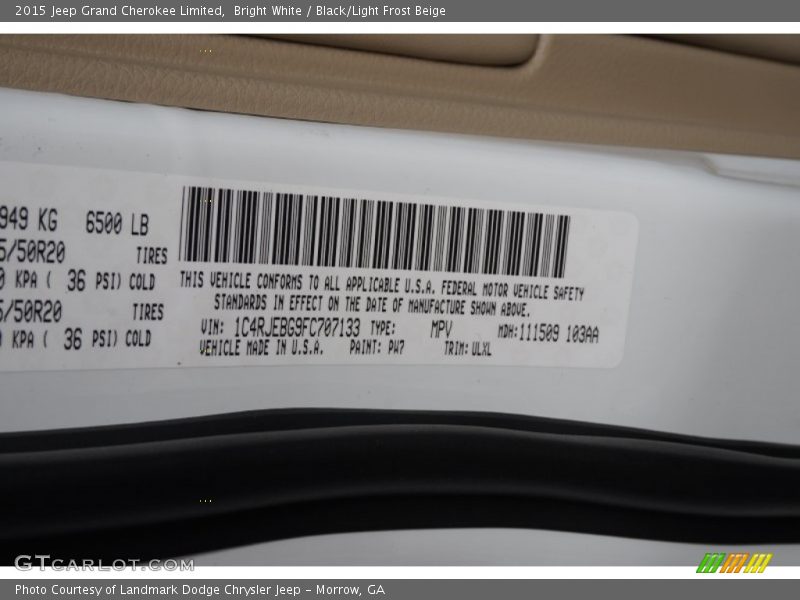 2015 Jeep Grand Cherokee Limited,  Bright White / Black/Light Frost Beige
949 KG  6500 LB
5/50R20  TIRES
0 KPA ( 36 PSI) COLD
5/50R20  TIRES
0 KPA ( 36 PSI) COLD
THIS VEHICLE CONFORMS TO ALL APPLICABLE U.S.A. FEDERAL MOTOR VEHICLE SAFETY
STANDARDS IN EFFECT ON THE DATE OF MANUFACTURE SHOWN ABOVE.
VIN: 1C4RJEBG9FC707133 TYPE: MPV MDH:111509 103AA
VEHICLE MADE IN U.S.A. PAINT: PW7 TRIM: ULXL
GTCARLOT.COM
Photo Courtesy of Landmark Dodge Chrysler Jeep – Morrow, GA